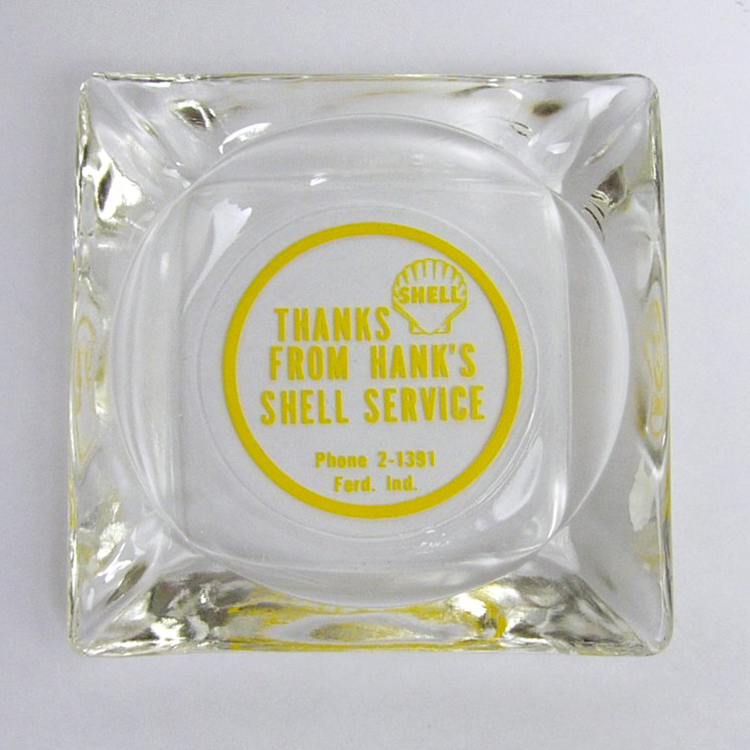 SHELL
THANKS
FROM HANK'S
SHELL SERVICE
Phone 2-1391
Ferd. Ind.